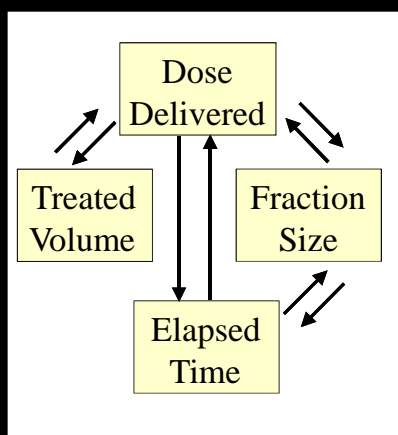 Dose
Delivered
Treated
Volume
Fraction
Size
Elapsed
Time